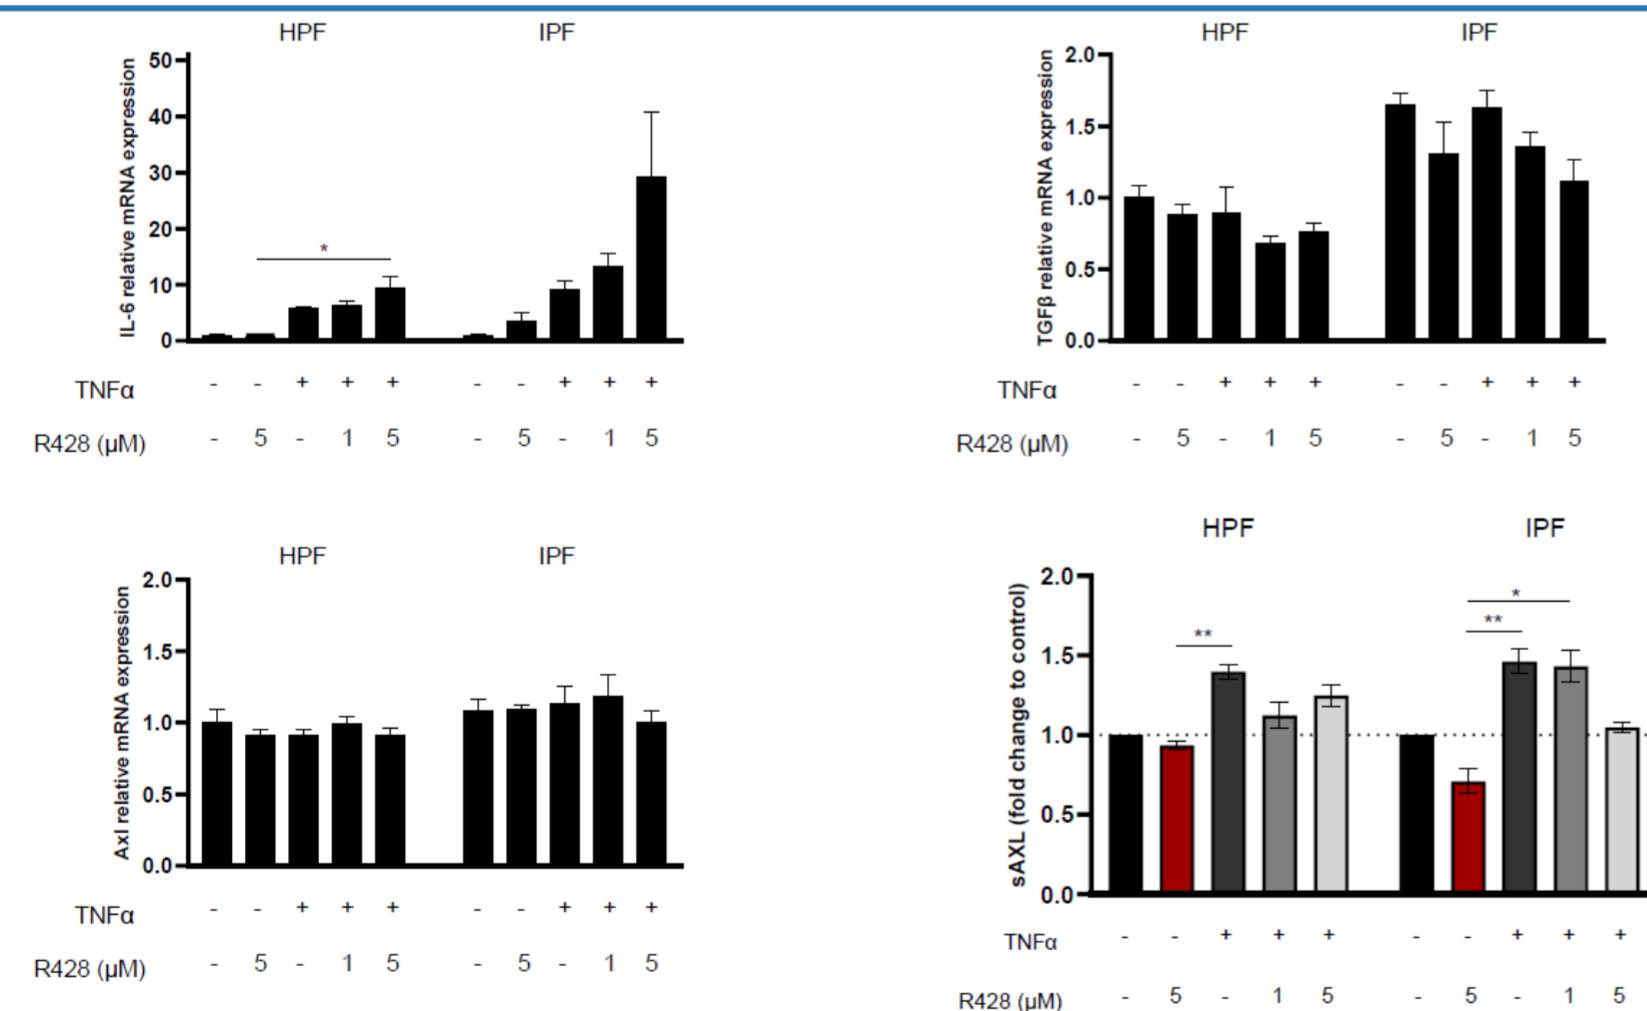 HPF IPF
IL-6 relative mRNA expression
50
40
30
20
10
0
*
TNFα - - + + + - - + + +
R428 (µM) - 5 - 1 5 - 5 - 1 5
HPF IPF
TGFβ relative mRNA expression
2.0
1.5
1.0
0.5
0.0
TNFα - - + + + - - + + +
R428 (µM) - 5 - 1 5 - 5 - 1 5
HPF IPF
Axl relative mRNA expression
2.0
1.5
1.0
0.5
0.0
TNFα - - + + + - - + + +
R428 (µM) - 5 - 1 5 - 5 - 1 5
HPF IPF
sAXL (fold change to control)
2.0
1.5
1.0
0.5
0.0
*
** **
TNFα - - + + + - - + + +
R428 (µM) - 5 - 1 5 - 5 - 1 5